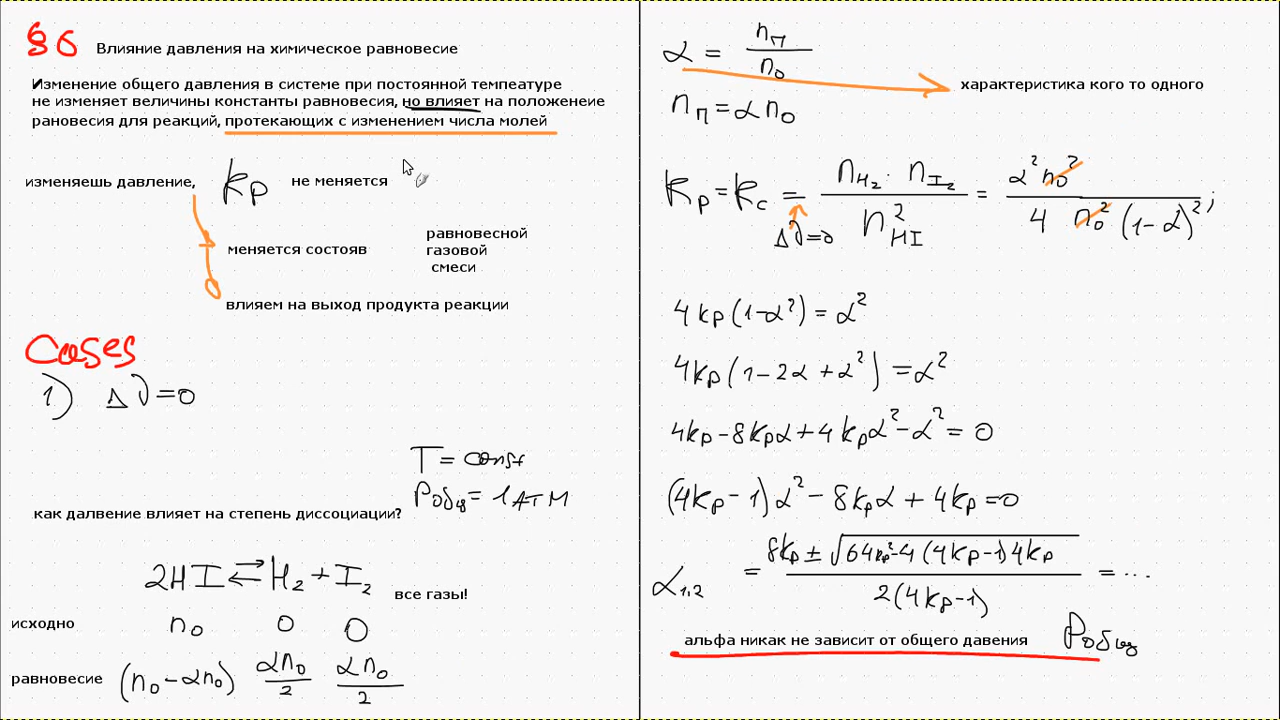 §6 Влияние давления на химическое равновесие
Изменение общего давления в системе при постоянной темпеатуре
не изменяет величины константы равновесия, но влияет на положенеие
рановесия для реакций, протекающих с изменением числа молей
изменяешь давление, Kp не меняется
меняется состояв равновесной
газовой
смеси
влияем на выход продукта реакции
Cases
1) Δν=0
T = const
Pобщ = 1 АТМ
как далвение влияет на степень диссоциации?
2HI ⇄ H₂ + I₂ все газы!
исходно n₀ 0 0
равновесие (n₀ - αn₀) αn₀/2 αn₀/2
α = nп/n₀ характеристика кого то одного
nп = αn₀
Kp = Kc = nH₂ · nI₂ / n²HI = α²n₀² / 4 n₀² (1-α)² ;
Δν=0
4Kp(1-α²) = α²
4Kp(1-2α+α²) = α²
4Kp-8Kpα+4Kpα²-α² = 0
(4Kp-1)α² - 8Kpα + 4Kp = 0
α₁,₂ = 8Kp ± √64Kp²-4(4Kp-1)4Kp / 2(4Kp-1) = ...
альфа никак не зависит от общего давения Pобщ